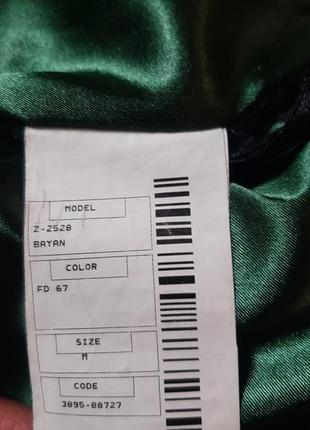 MODEL
Z-2528
BAYAN
COLOR
FD 67
SIZE
M
CODE
3895-88727